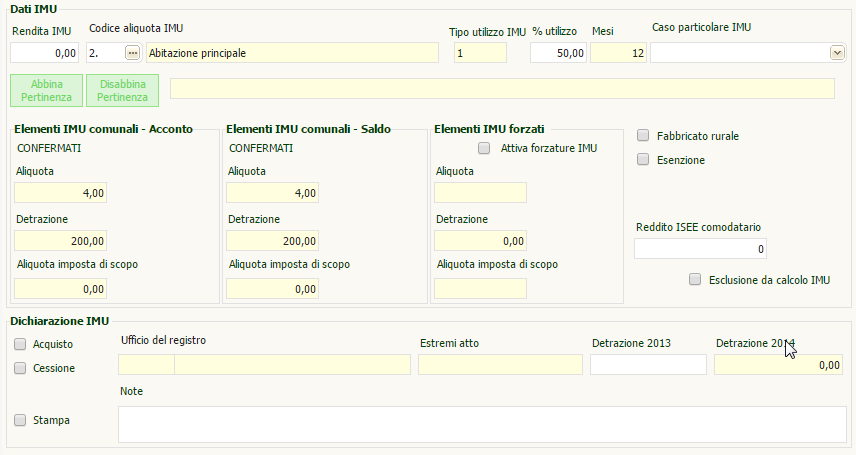 Dati IMU
Rendita IMU Codice aliquota IMU Tipo utilizzo IMU % utilizzo Mesi Caso particolare IMU
0,00 2. ... Abitazione principale 1 50,00 12
Abbina Pertinenza Disabbina Pertinenza
Elementi IMU comunali - Acconto Elementi IMU comunali - Saldo Elementi IMU forzati
CONFERMATI CONFERMATI Attiva forzature IMU Fabbricato rurale
Aliquota Aliquota Aliquota Esenzione
4,00 4,00
Detrazione Detrazione Detrazione Reddito ISEE comodatario
200,00 200,00 0,00 0
Aliquota imposta di scopo Aliquota imposta di scopo Aliquota imposta di scopo Esclusione da calcolo IMU
0,00 0,00
Dichiarazione IMU
Acquisto Ufficio del registro Estremi atto Detrazione 2013 Detrazione 2014
Cessione 0,00
Note
Stampa